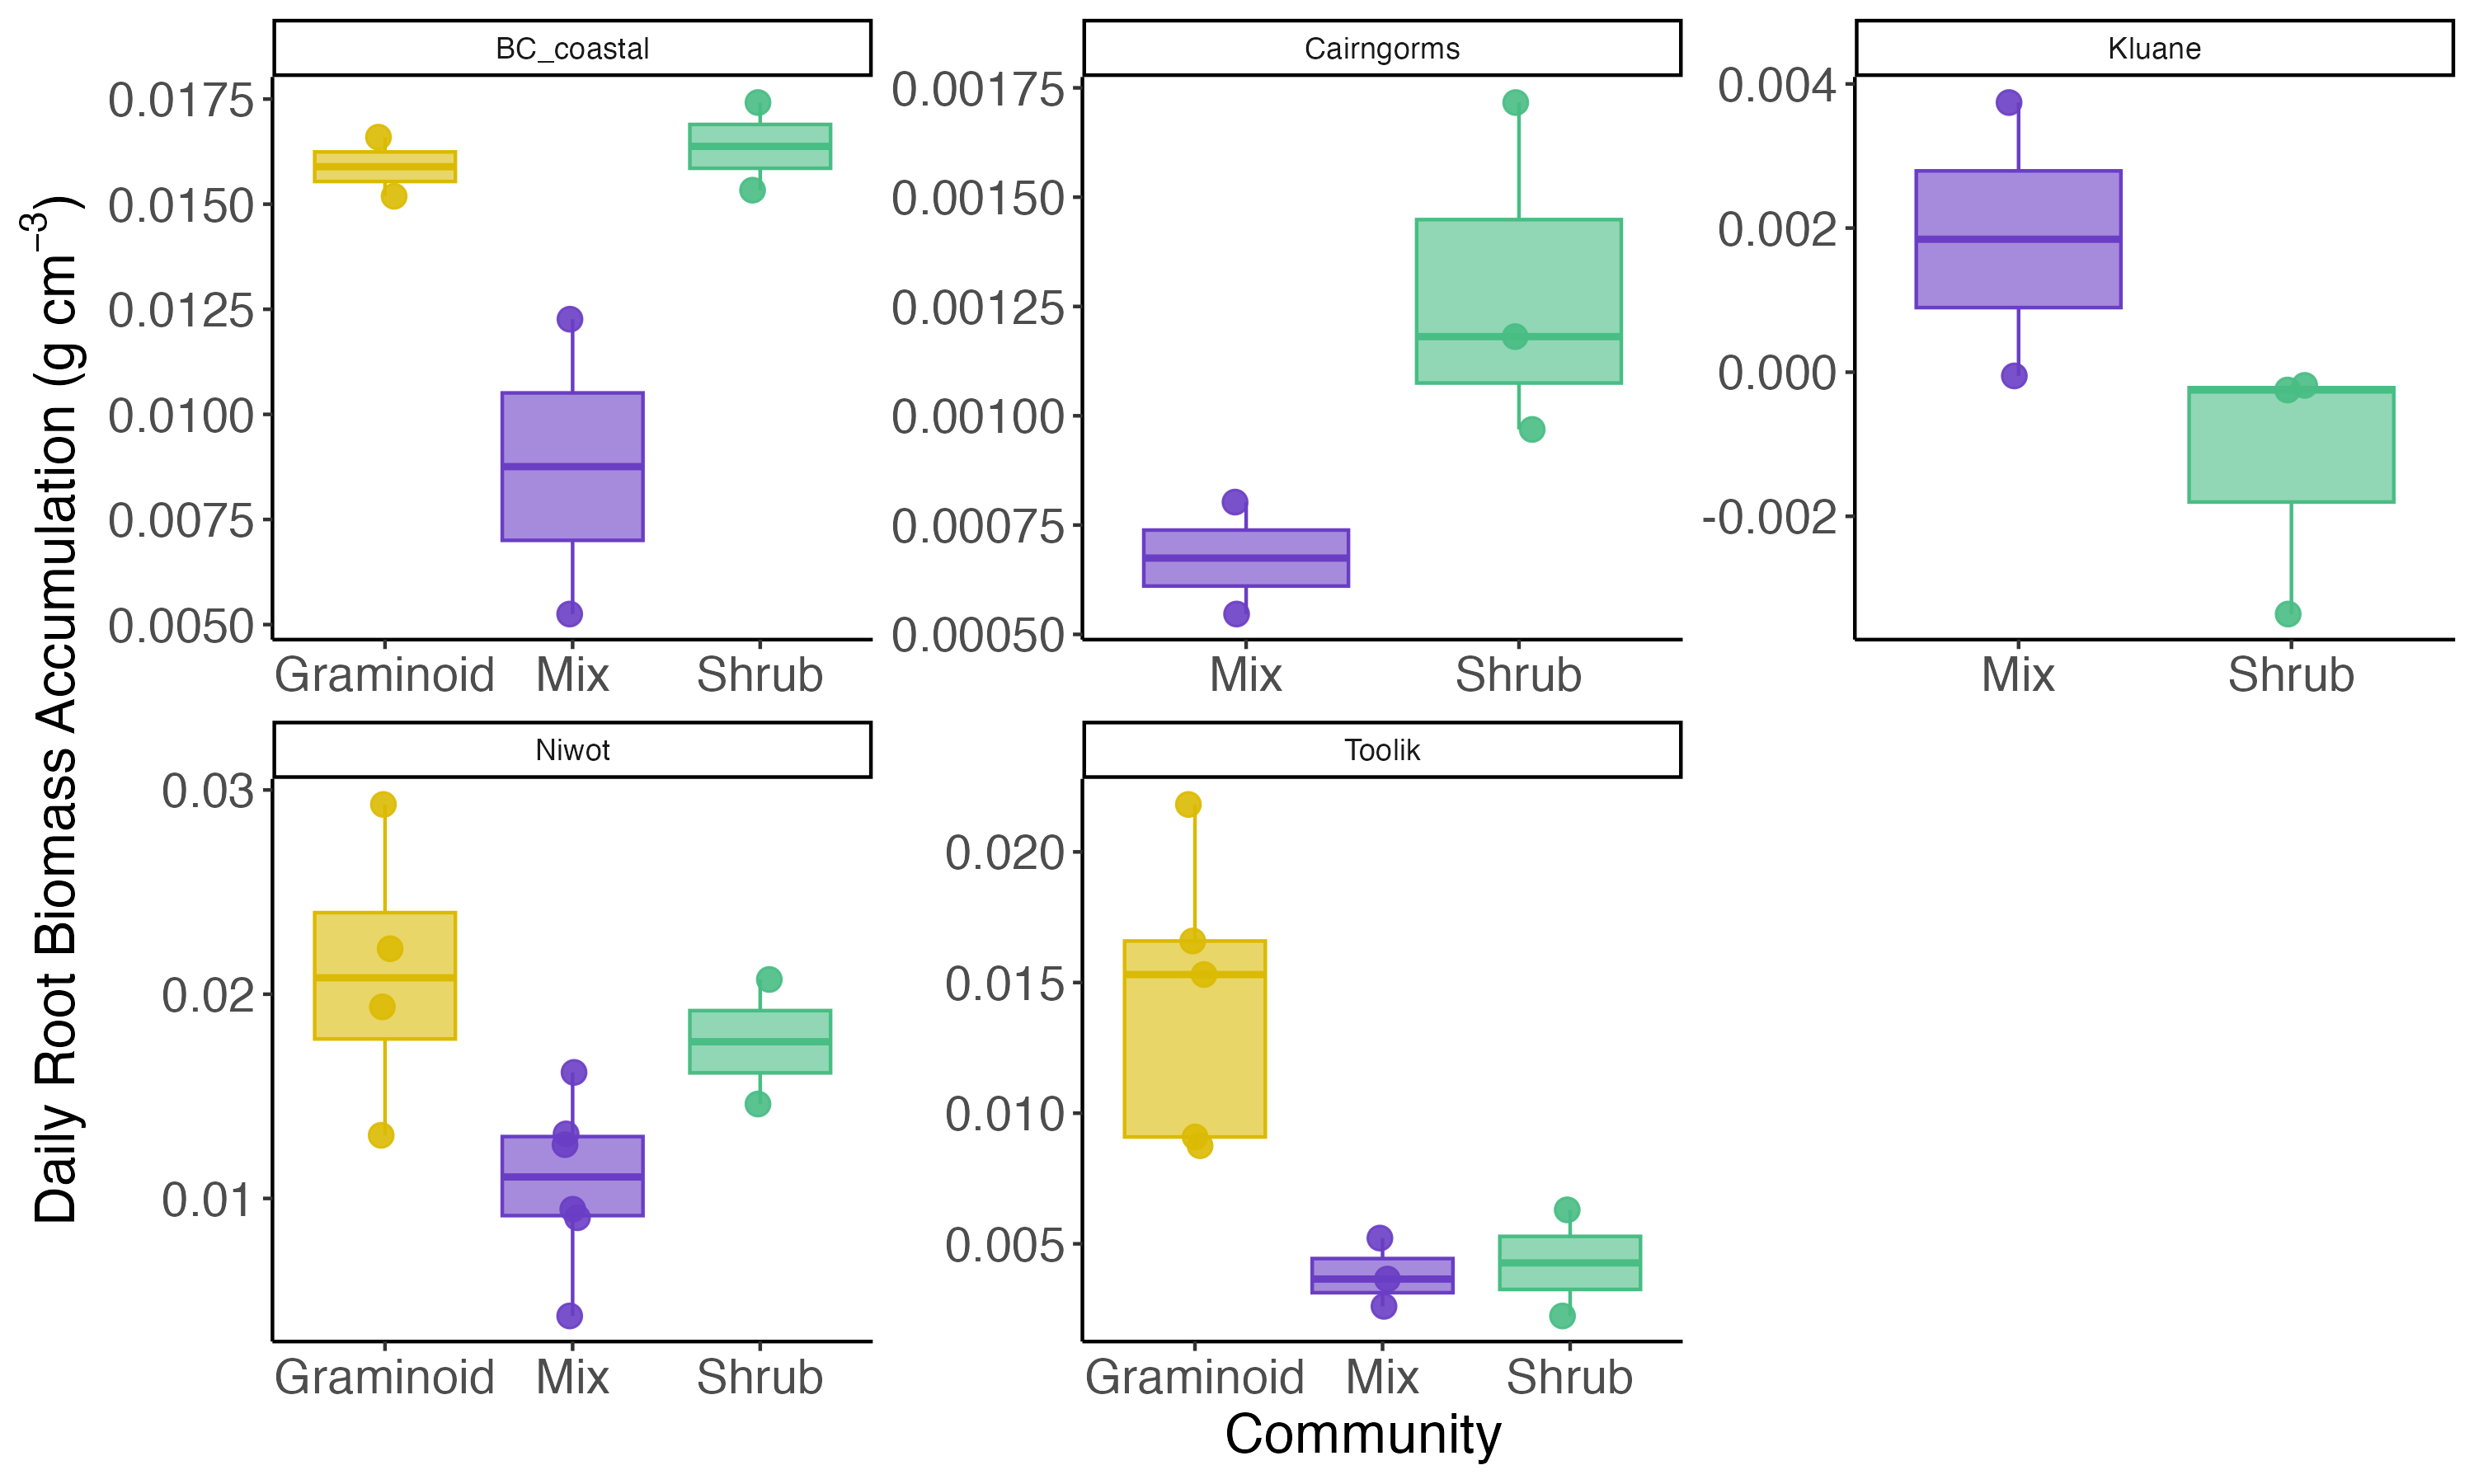 Daily Root Biomass Accumulation (g cm⁻³)
BC_coastal
0.0175
0.0150
0.0125
0.0100
0.0075
0.0050
Graminoid Mix Shrub
Cairngorms
0.00175
0.00150
0.00125
0.00100
0.00075
0.00050
Mix Shrub
Kluane
0.004
0.002
0.000
-0.002
Mix Shrub
Niwot
0.03
0.02
0.01
Graminoid Mix Shrub
Toolik
0.020
0.015
0.010
0.005
Graminoid Mix Shrub
Community